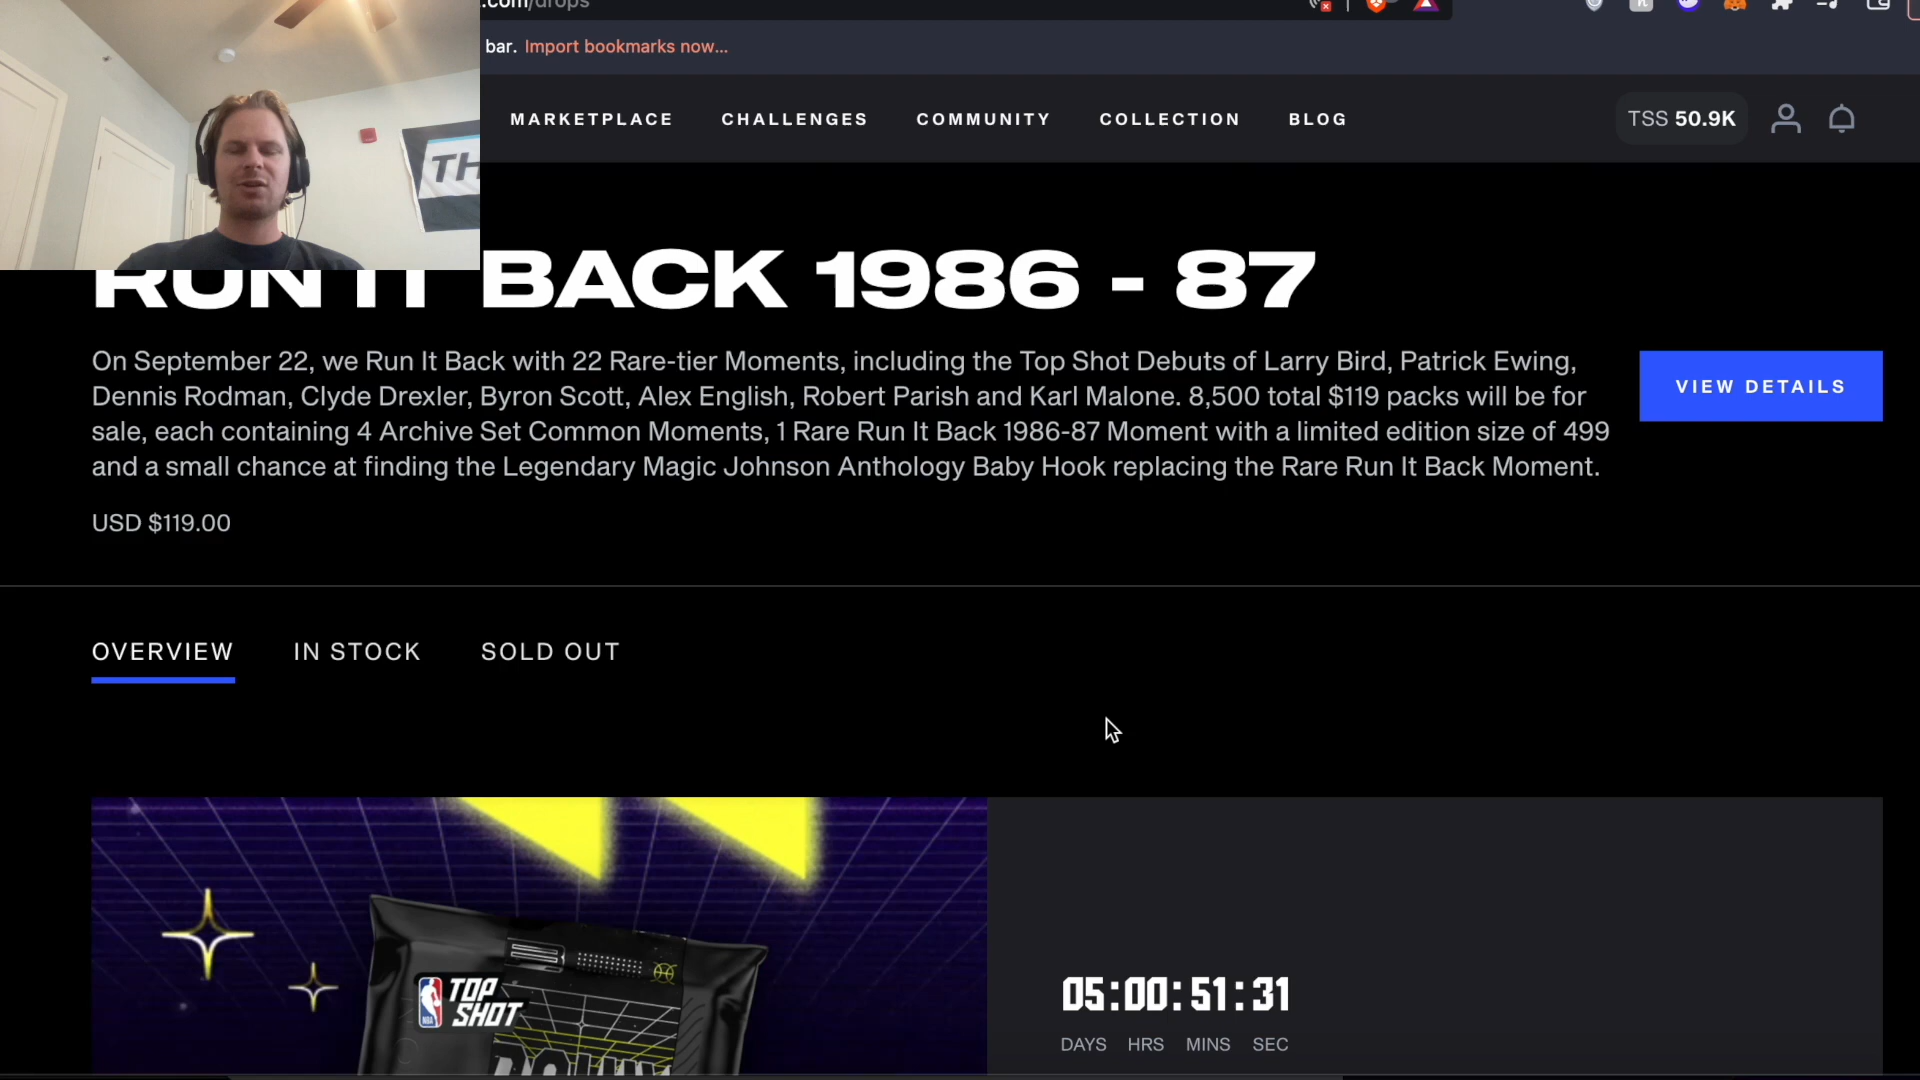 .com/drops
bar. Import bookmarks now...
MARKETPLACE CHALLENGES COMMUNITY COLLECTION BLOG
TSS 50.9K
TH
RUN IT BACK 1986 - 87
On September 22, we Run It Back with 22 Rare-tier Moments, including the Top Shot Debuts of Larry Bird, Patrick Ewing,
Dennis Rodman, Clyde Drexler, Byron Scott, Alex English, Robert Parish and Karl Malone. 8,500 total $119 packs will be for
sale, each containing 4 Archive Set Common Moments, 1 Rare Run It Back 1986-87 Moment with a limited edition size of 499
and a small chance at finding the Legendary Magic Johnson Anthology Baby Hook replacing the Rare Run It Back Moment.
VIEW DETAILS
USD $119.00
OVERVIEW IN STOCK SOLD OUT
NBA
TOP
SHOT
05:00:51:31
DAYS HRS MINS SEC